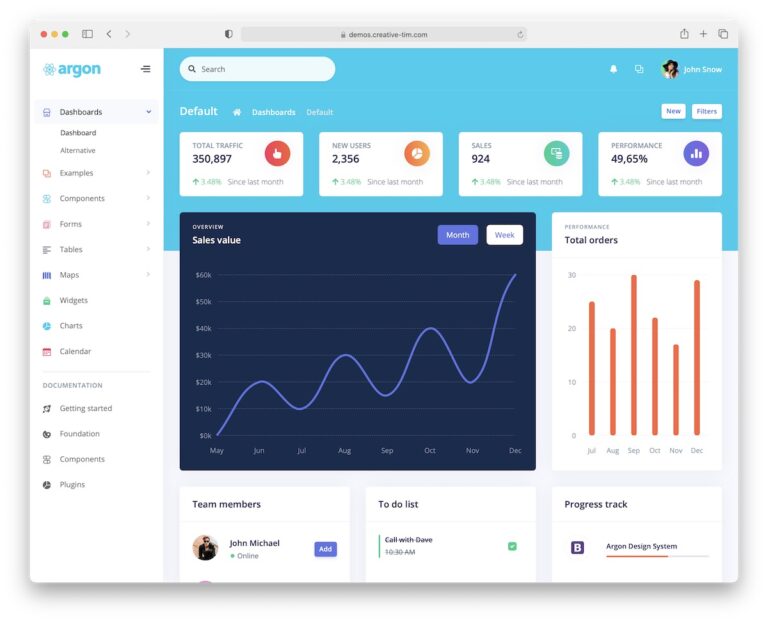 demos.creative-tim.com
argon
Search
John Snow
Dashboards
Dashboard
Alternative
Examples
Components
Forms
Tables
Maps
Widgets
Charts
Calendar
DOCUMENTATION
Getting started
Foundation
Components
Plugins
Default
Dashboards
Default
New
Filters
TOTAL TRAFFIC
350,897
3.48% Since last month
NEW USERS
2,356
3.48% Since last month
SALES
924
3.48% Since last month
PERFORMANCE
49,65%
3.48% Since last month
OVERVIEW
Sales value
Month
Week
$60k
$50k
$40k
$30k
$20k
$10k
$0k
May Jun Jul Aug Sep Oct Nov Dec
PERFORMANCE
Total orders
30
20
10
0
Jul Aug Sep Oct Nov Dec
Team members
John Michael
Online
Add
To do list
Call with Dave
10:30 AM
Progress track
B
Argon Design System